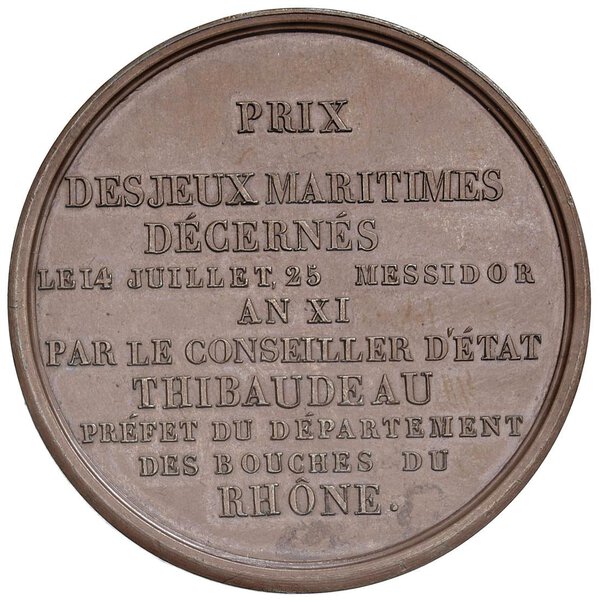 PRIX
DES JEUX MARITIMES
DÉCERNÉS
LE 14 JUILLET, 25 MESSIDOR
AN XI
PAR LE CONSEILLER D'ÉTAT
THIBAUDEAU
PRÉFET DU DÉPARTEMENT
DES BOUCHES DU
RHÔNE.